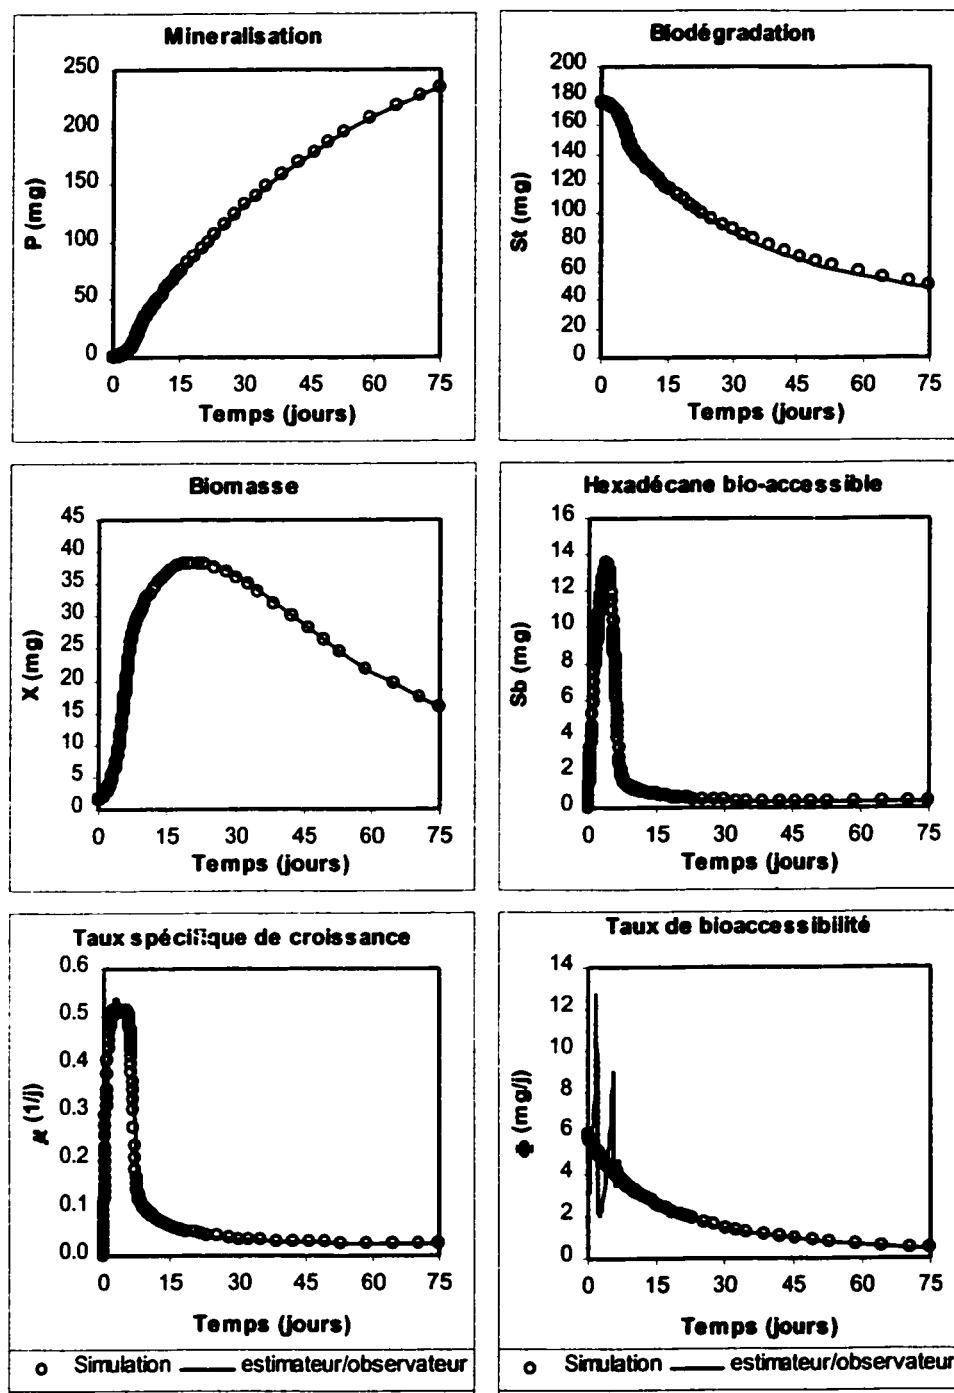 Mineralisation
250
200
150
100
50
0
P (mg)
0 15 30 45 60 75
Temps (jours)
Biodégradation
200
180
160
140
120
100
80
60
40
20
0
St (mg)
0 15 30 45 60 75
Temps (jours)
Biomasse
45
40
35
30
25
20
15
10
5
0
X (mg)
0 15 30 45 60 75
Temps (jours)
Hexadécane bio-accessible
16
14
12
10
8
6
4
2
0
Sb (mg)
0 15 30 45 60 75
Temps (jours)
Taux spécifique de croissance
0.6
0.5
0.4
0.3
0.2
0.1
0.0
μ (1/j)
0 15 30 45 60 75
Temps (jours)
Simulation estimateur/observateur
Taux de bioaccessibilité
14
12
10
8
6
4
2
0
Φ (mg/j)
0 15 30 45 60 75
Temps (jours)
Simulation estimateur/observateur